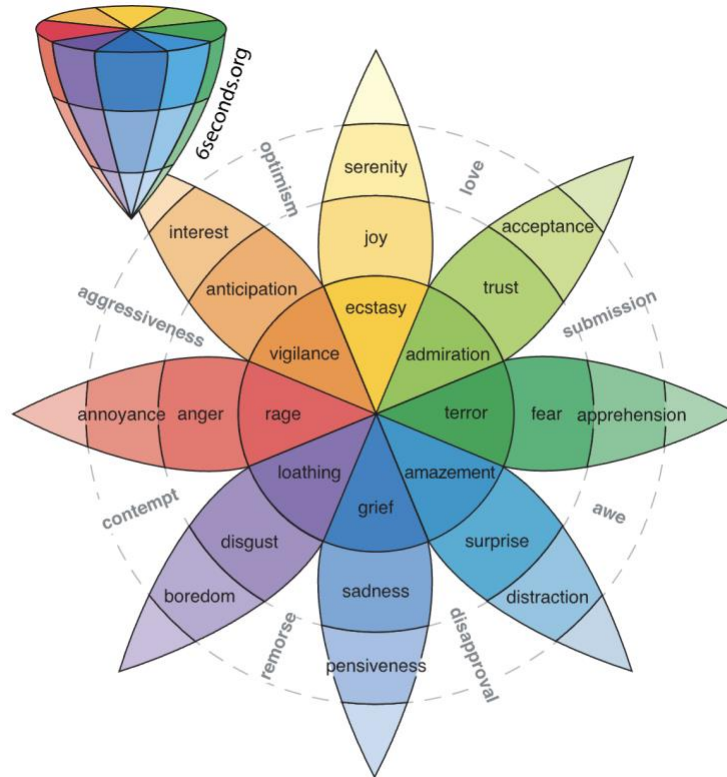 6seconds.org
optimism
serenity
love
interest
joy
acceptance
anticipation
trust
aggressiveness
ecstasy
submission
vigilance
admiration
annoyance anger rage terror fear apprehension
loathing
amazement
contempt
grief
awe
disgust
surprise
boredom
sadness
distraction
remorse
pensiveness
disapproval